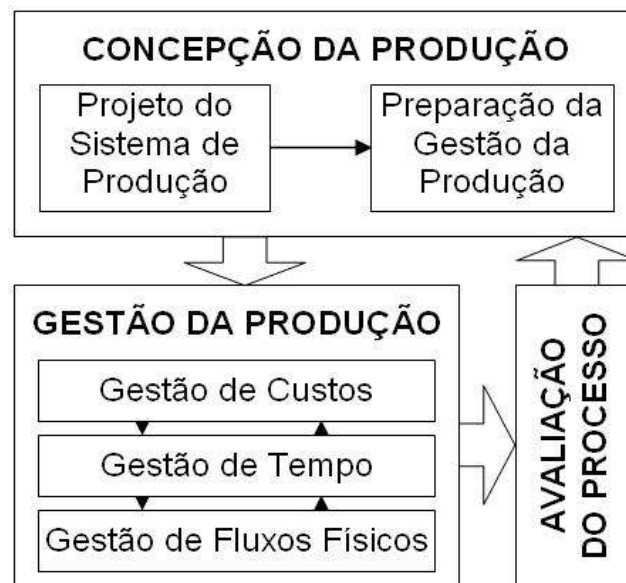 CONCEPÇÃO DA PRODUÇÃO
Projeto do
Sistema de
Produção
Preparação da
Gestão da
Produção
GESTÃO DA PRODUÇÃO
Gestão de Custos
Gestão de Tempo
Gestão de Fluxos Físicos
AVALIAÇÃO
DO PROCESSO